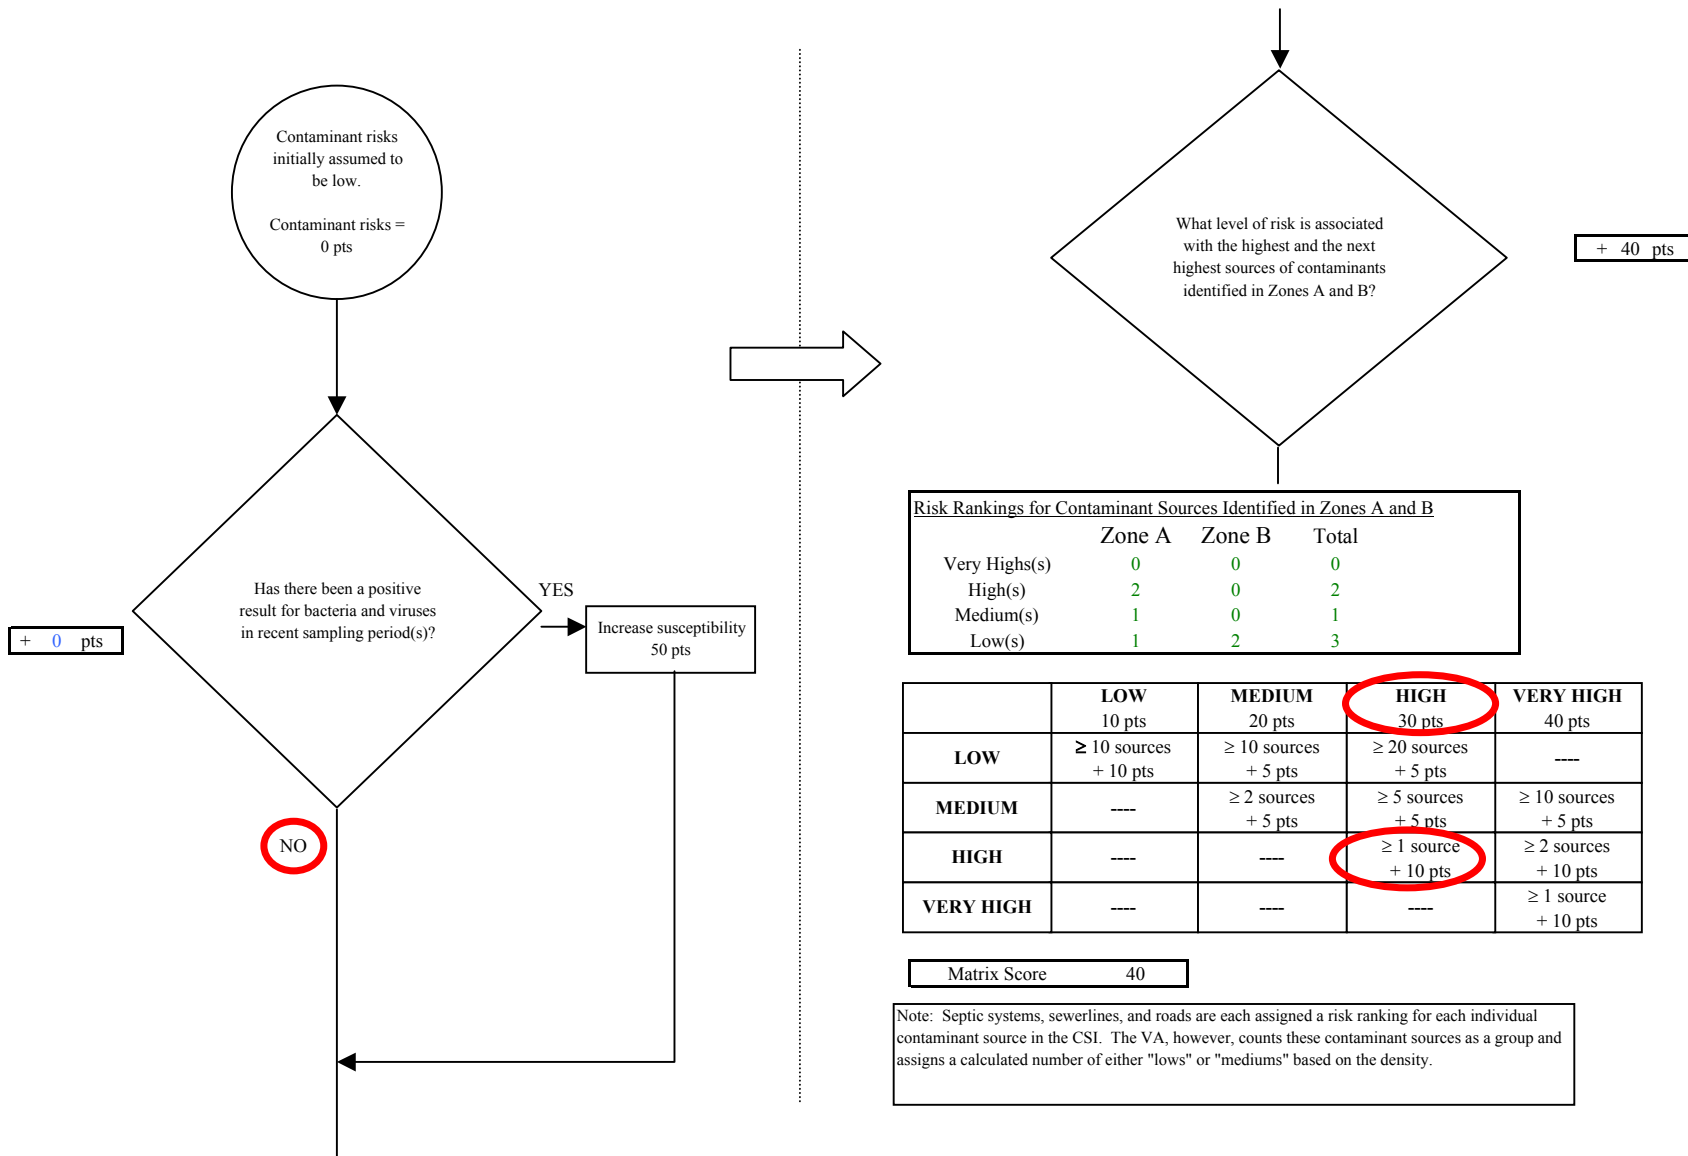 Contaminant risks
initially assumed to
be low.
Contaminant risks =
0 pts
Has there been a positive
result for bacteria and viruses
in recent sampling period(s)?
+ 0 pts
YES
Increase susceptibility
50 pts
NO
What level of risk is associated
with the highest and the next
highest sources of contaminants
identified in Zones A and B?
+ 40 pts
Risk Rankings for Contaminant Sources Identified in Zones A and B
Zone A Zone B Total
Very Highs(s) 0 0 0
High(s) 2 0 2
Medium(s) 1 0 1
Low(s) 1 2 3
LOW MEDIUM HIGH VERY HIGH
10 pts 20 pts 30 pts 40 pts
LOW ≥ 10 sources ≥ 10 sources ≥ 20 sources ----
+ 10 pts + 5 pts + 5 pts
MEDIUM ---- ≥ 2 sources ≥ 5 sources ≥ 10 sources
+ 5 pts + 5 pts + 5 pts
HIGH ---- ---- ≥ 1 source ≥ 2 sources
+ 10 pts + 10 pts
VERY HIGH ---- ---- ---- ≥ 1 source
+ 10 pts
Matrix Score 40
Note: Septic systems, sewerlines, and roads are each assigned a risk ranking for each individual
contaminant source in the CSI. The VA, however, counts these contaminant sources as a group and
assigns a calculated number of either "lows" or "mediums" based on the density.